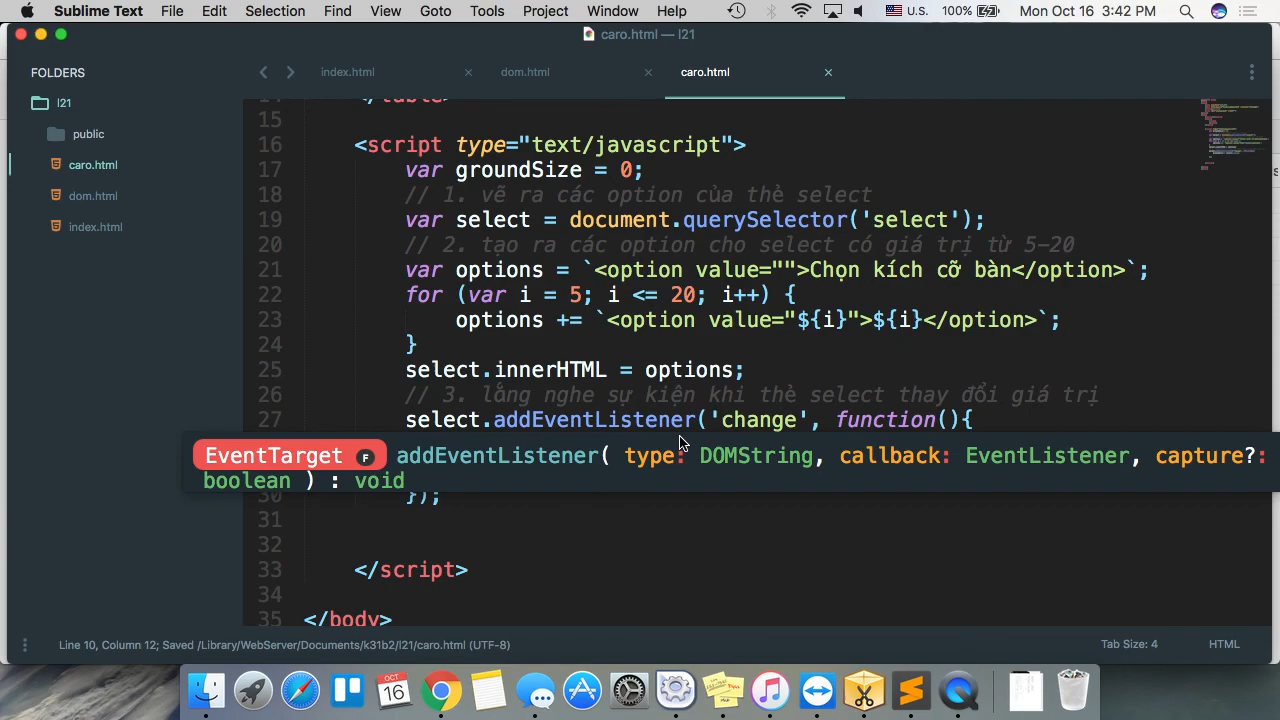 Sublime Text File Edit Selection Find View Goto Tools Project Window Help U.S. 100% Mon Oct 16 3:42 PM
caro.html — l21
FOLDERS
l21
public
caro.html
dom.html
index.html
index.html × dom.html × caro.html ×
</table>
15
16 <script type="text/javascript">
17 var groundSize = 0;
18 // 1. vẽ ra các option của thẻ select
19 var select = document.querySelector('select');
20 // 2. tạo ra các option cho select có giá trị từ 5-20
21 var options = `<option value="">Chọn kích cỡ bàn</option>`;
22 for (var i = 5; i <= 20; i++) {
23 options += `<option value="${i}">${i}</option>`;
24 }
25 select.innerHTML = options;
26 // 3. lắng nghe sự kiện khi thẻ select thay đổi giá trị
27 select.addEventListener('change', function(){
EventTarget F addEventListener( type: DOMString, callback: EventListener, capture?:
boolean ) : void
30 });
31
32
33 </script>
34
35 </body>
Line 10, Column 12; Saved /Library/WebServer/Documents/k31b2/l21/caro.html (UTF-8) Tab Size: 4 HTML
OCT
16